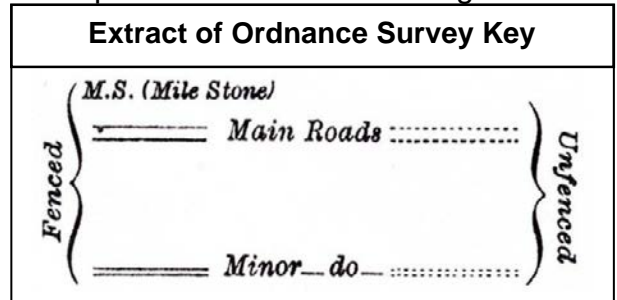 Extract of Ordnance Survey Key
M.S. (Mile Stone)
Main Roads
Fenced
Unfenced
Minor do